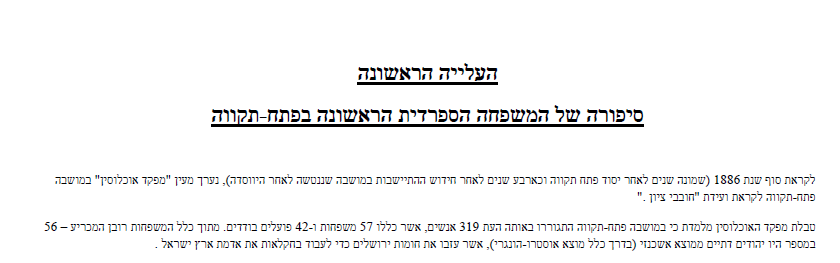 העלייה הראשונה
סיפורה של המשפחה הספרדית הראשונה בפתח-תקווה
לקראת סוף שנת 1886 (שמונה שנים לאחר יסוד פתח תקווה וכארבע שנים לאחר חידוש ההתיישבות במושבה שננטשה לאחר היווסדה), נערך מעין "מפקד אוכלוסין" במושבה
פתח-תקווה לקראת ועידת "חובבי ציון ."
טבלת מפקד האוכלוסין מלמדת כי במושבה פתח-תקווה התגוררו באותה העת 319 אנשים, אשר כללו 57 משפחות ו-42 פועלים בודדים. מתוך כלל המשפחות רובן המכריע – 56
במספר היו יהודים דתיים ממוצא אשכנזי (בדרך כלל מוצא אוסטרו-הונגרי), אשר עזבו את חומות ירושלים כדי לעבוד בחקלאות את אדמת ארץ ישראל .